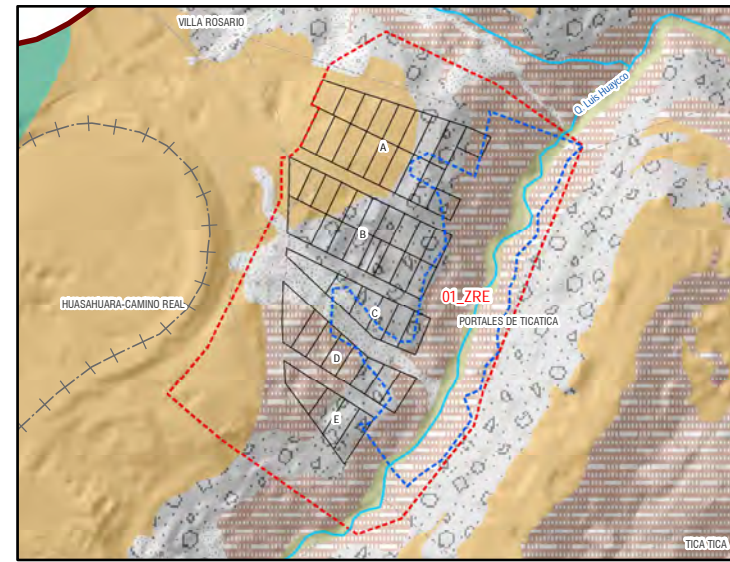 VILLA ROSARIO
Q. Luis Huaycco
A
B
HUASAHUARA-CAMINO REAL
01_ZRE
C
PORTALES DE TICATICA
D
E
TICA TICA